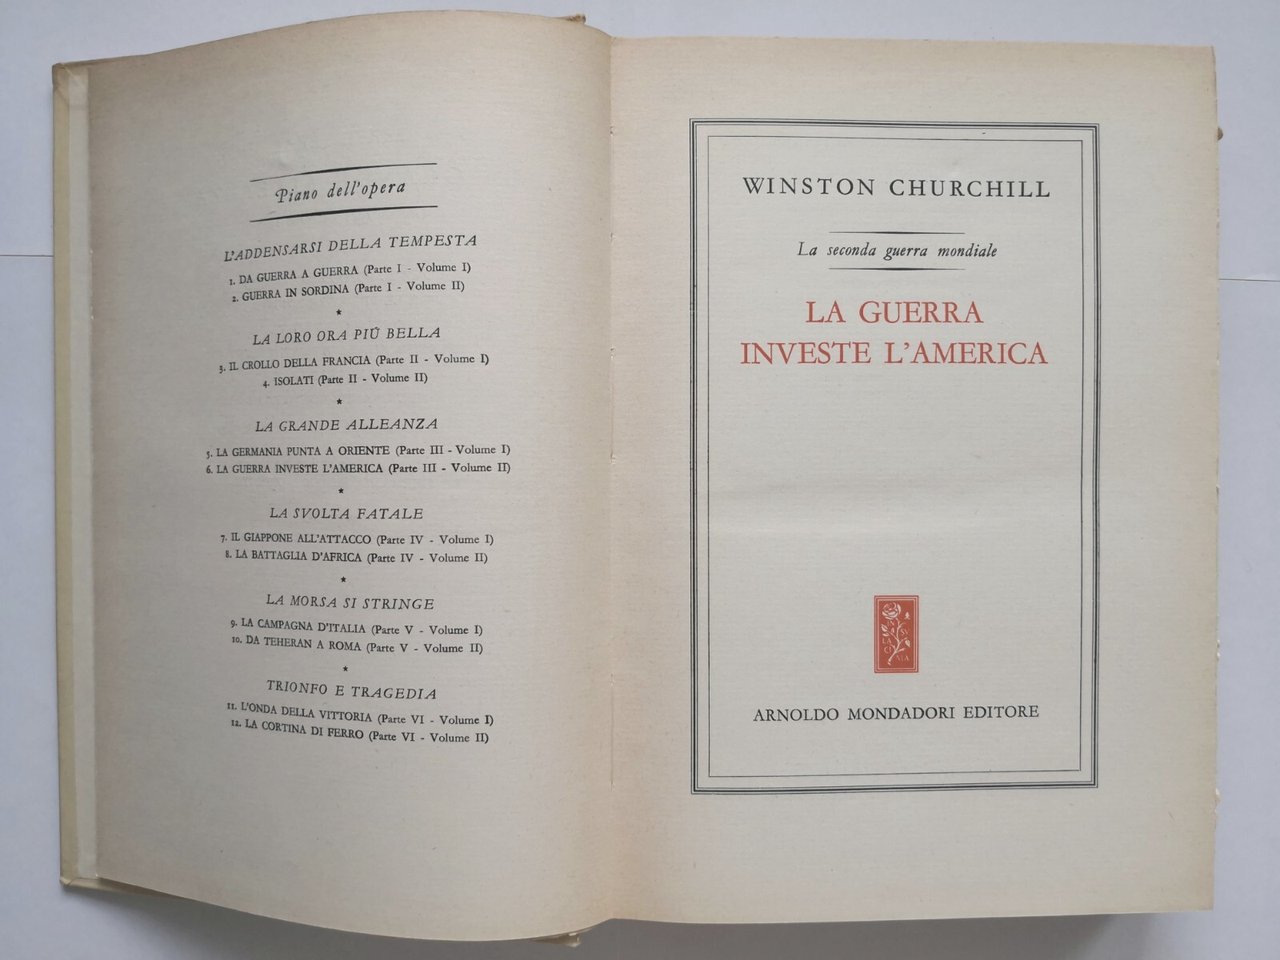 Piano dell'opera
L'ADDENSARSI DELLA TEMPESTA
1. DA GUERRA A GUERRA (Parte I - Volume I)
2. GUERRA IN SORDINA (Parte I - Volume II)
*
LA LORO ORA PIÚ BELLA
3. IL CROLLO DELLA FRANCIA (Parte II - Volume I)
4. ISOLATI (Parte II - Volume II)
*
LA GRANDE ALLEANZA
5. LA GERMANIA PUNTA A ORIENTE (Parte III - Volume I)
6. LA GUERRA INVESTE L'AMERICA (Parte III - Volume II)
*
LA SVOLTA FATALE
7. IL GIAPPONE ALL'ATTACCO (Parte IV - Volume I)
8. LA BATTAGLIA D'AFRICA (Parte IV - Volume II)
*
LA MORSA SI STRINGE
9. LA CAMPAGNA D'ITALIA (Parte V - Volume I)
10. DA TEHERAN A ROMA (Parte V - Volume II)
*
TRIONFO E TRAGEDIA
11. L'ONDA DELLA VITTORIA (Parte VI - Volume I)
12. LA CORTINA DI FERRO (Parte VI - Volume II)
WINSTON CHURCHILL
La seconda guerra mondiale
LA GUERRA
INVESTE L'AMERICA
ARNOLDO MONDADORI EDITORE